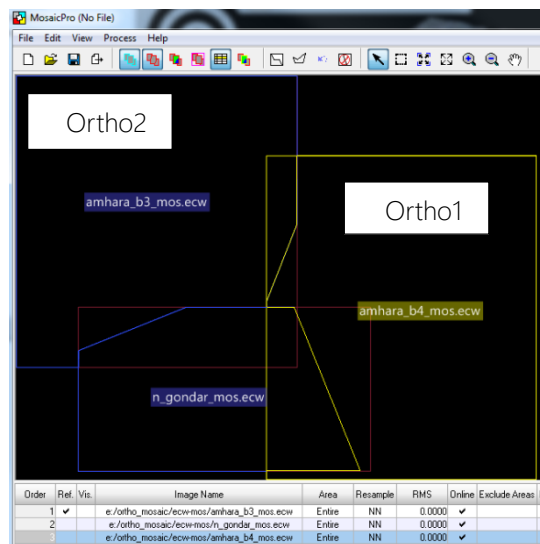 MosaicPro (No File)
File Edit View Process Help
Ortho2
amhara_b3_mos.ecw
Ortho1
amhara_b4_mos.ecw
n_gondar_mos.ecw
Order Ref. Vis. Image Name Area Resample RMS Online Exclude Areas
1 e:/ortho_mosaic/ecw-mos/amhara_b3_mos.ecw Entire NN 0.0000
2 e:/ortho_mosaic/ecw-mos/n_gondar_mos.ecw Entire NN 0.0000
3 e:/ortho_mosaic/ecw-mos/amhara_b4_mos.ecw Entire NN 0.0000